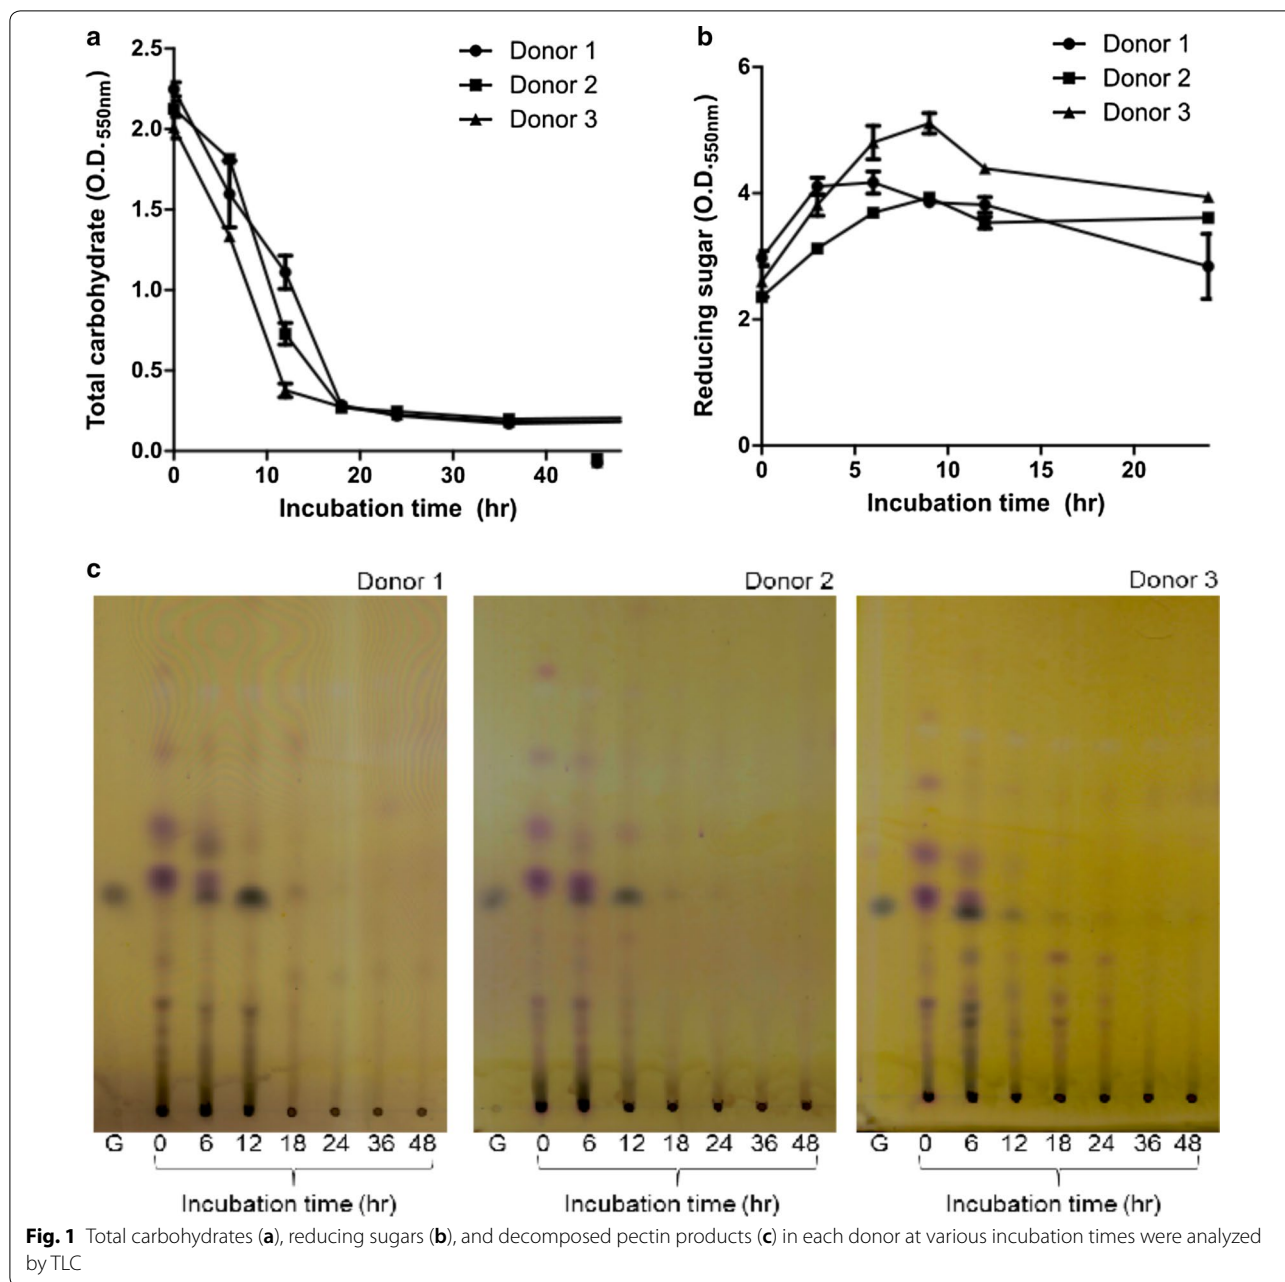 a
2.5
2.0
1.5
1.0
0.5
0.0
Total carbohydrate (O.D.550nm)
Donor 1
Donor 2
Donor 3
0 10 20 30 40
Incubation time (hr)
b
6
4
2
0
Reducing sugar (O.D.550nm)
Donor 1
Donor 2
Donor 3
0 5 10 15 20
Incubation time (hr)
c
Donor 1
Donor 2
Donor 3
G 0 6 12 18 24 36 48
G 0 6 12 18 24 36 48
G 0 6 12 18 24 36 48
Incubation time (hr)
Incubation time (hr)
Incubation time (hr)
Fig. 1 Total carbohydrates (a), reducing sugars (b), and decomposed pectin products (c) in each donor at various incubation times were analyzed
by TLC